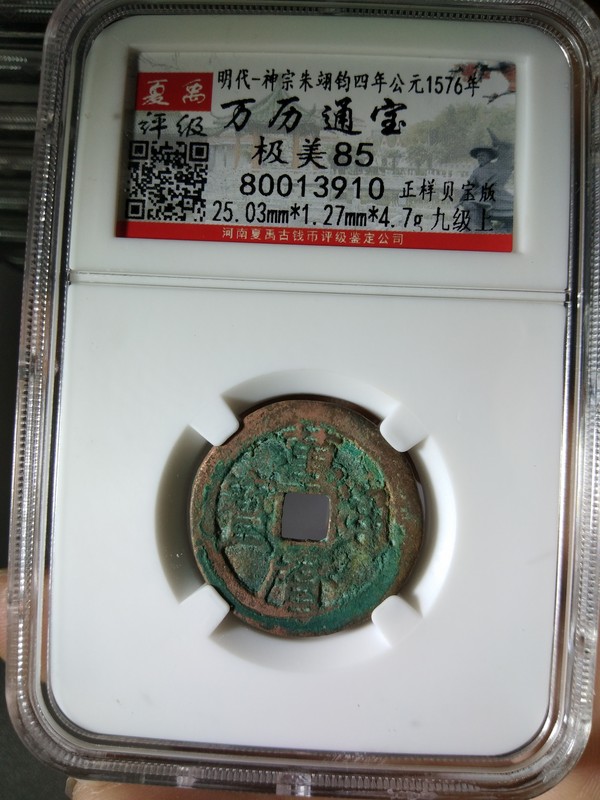 夏禹
评级
明代-神宗朱翊钧四年公元1576年
万历通宝
极美85
80013910 正样贝宝版
25.03mm*1.27mm*4.7g 九级上
河南夏禹古钱币评级鉴定公司